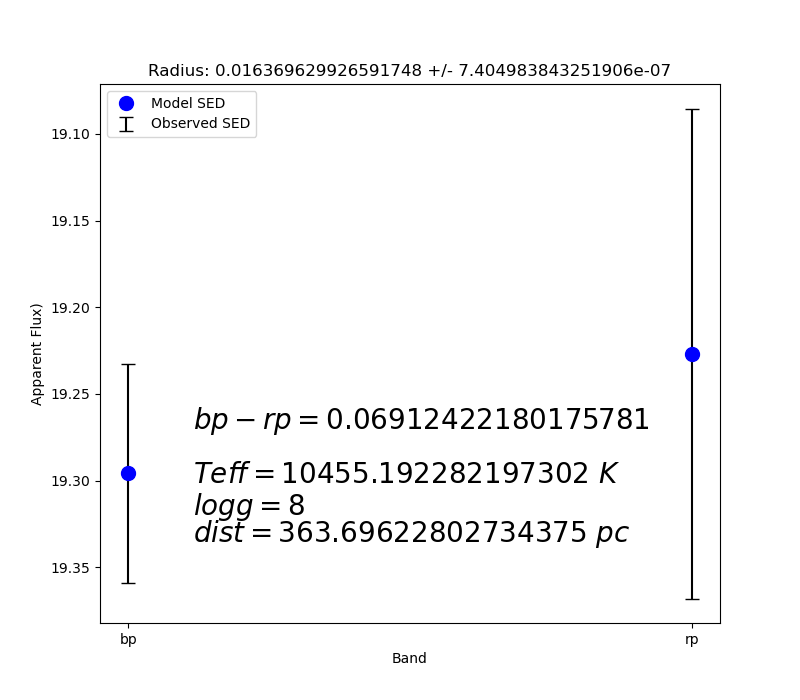 Radius: 0.016369629926591748 +/- 7.404983843251906e-07
Model SED
Observed SED
19.10
19.15
19.20
19.25
19.30
19.35
Apparent Flux)
bp − rp = 0.06912422180175781
Teff = 10455.192282197302 K
logg = 8
dist = 363.69622802734375 pc
bp
rp
Band